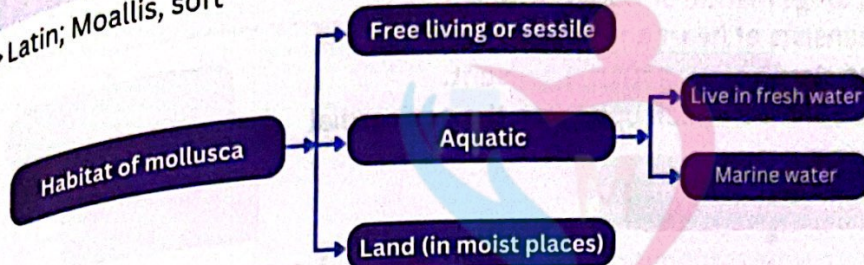 Latin; Moallis, soft
Free living or sessile
Live in fresh water
Habitat of mollusca
Aquatic
Marine water
Land (in moist places)